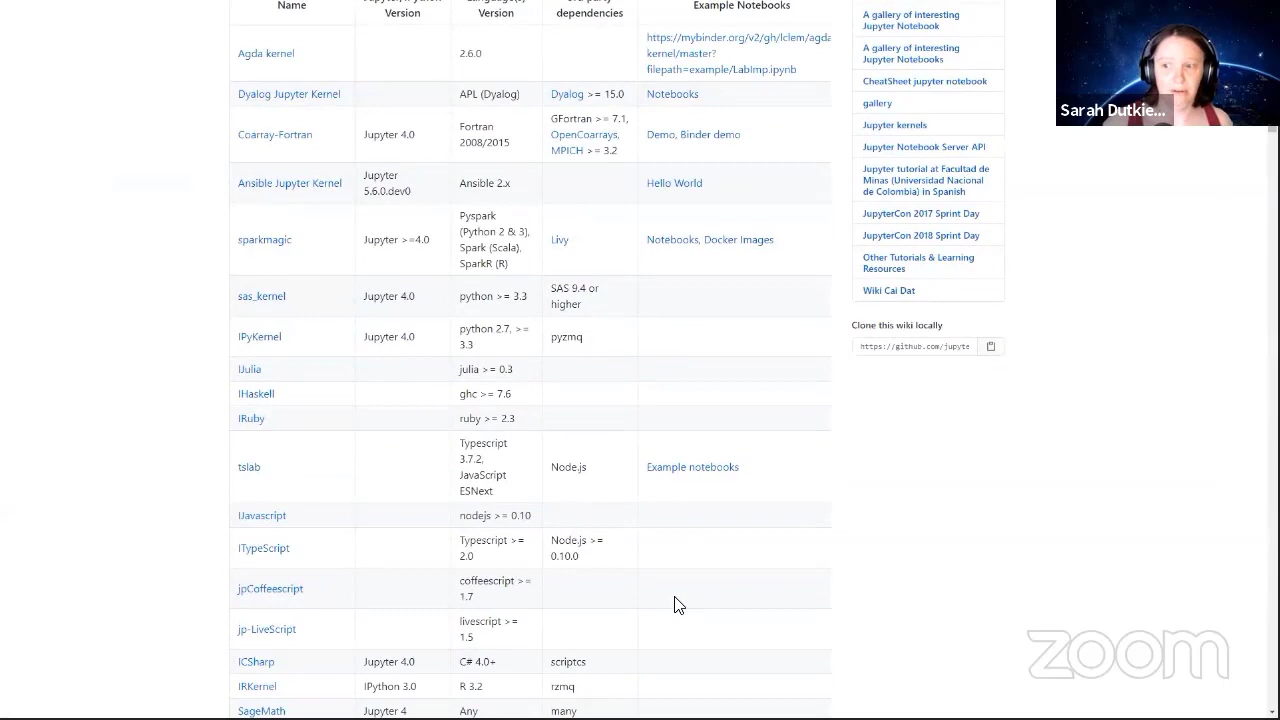 Name
Version
Version
dependencies
Example Notebooks
Agda kernel
2.6.0
https://mybinder.org/v2/gh/lclem/agda
kernel/master?
filepath=example/LabImp.ipynb
Dyalog Jupyter Kernel
APL (Dyalog)
Dyalog >= 15.0
Notebooks
Coarray-Fortran
Jupyter 4.0
Fortran
2008/2015
GFortran >= 7.1,
OpenCoarrays,
MPICH >= 3.2
Demo, Binder demo
Ansible Jupyter Kernel
Jupyter
5.6.0.dev0
Ansible 2.x
Hello World
sparkmagic
Jupyter >=4.0
Pyspark
(Python 2 & 3),
Spark (Scala),
SparkR (R)
Livy
Notebooks, Docker Images
sas_kernel
Jupyter 4.0
python >= 3.3
SAS 9.4 or
higher
IPyKernel
Jupyter 4.0
python 2.7, >=
3.3
pyzmq
IJulia
julia >= 0.3
IHaskell
ghc >= 7.6
IRuby
ruby >= 2.3
tslab
Typescript
3.7.2,
JavaScript
ESNext
Node.js
Example notebooks
IJavascript
nodejs >= 0.10
ITypeScript
Typescript >=
2.0
Node.js >=
0.10.0
jpCoffeescript
coffeescript >=
1.7
jp-LiveScript
livescript >=
1.5
ICSharp
Jupyter 4.0
C# 4.0+
scriptcs
IRKernel
IPython 3.0
R 3.2
rzmq
SageMath
Jupyter 4
Any
many
A gallery of interesting
Jupyter Notebook
A gallery of interesting
Jupyter Notebooks
CheatSheet jupyter notebook
gallery
Jupyter kernels
Jupyter Notebook Server API
Jupyter tutorial at Facultad de
Minas (Universidad Nacional
de Colombia) in Spanish
JupyterCon 2017 Sprint Day
JupyterCon 2018 Sprint Day
Other Tutorials & Learning
Resources
Wiki Cai Dat
Clone this wiki locally
https://github.com/jupyte
Sarah Dutkie...
zoom